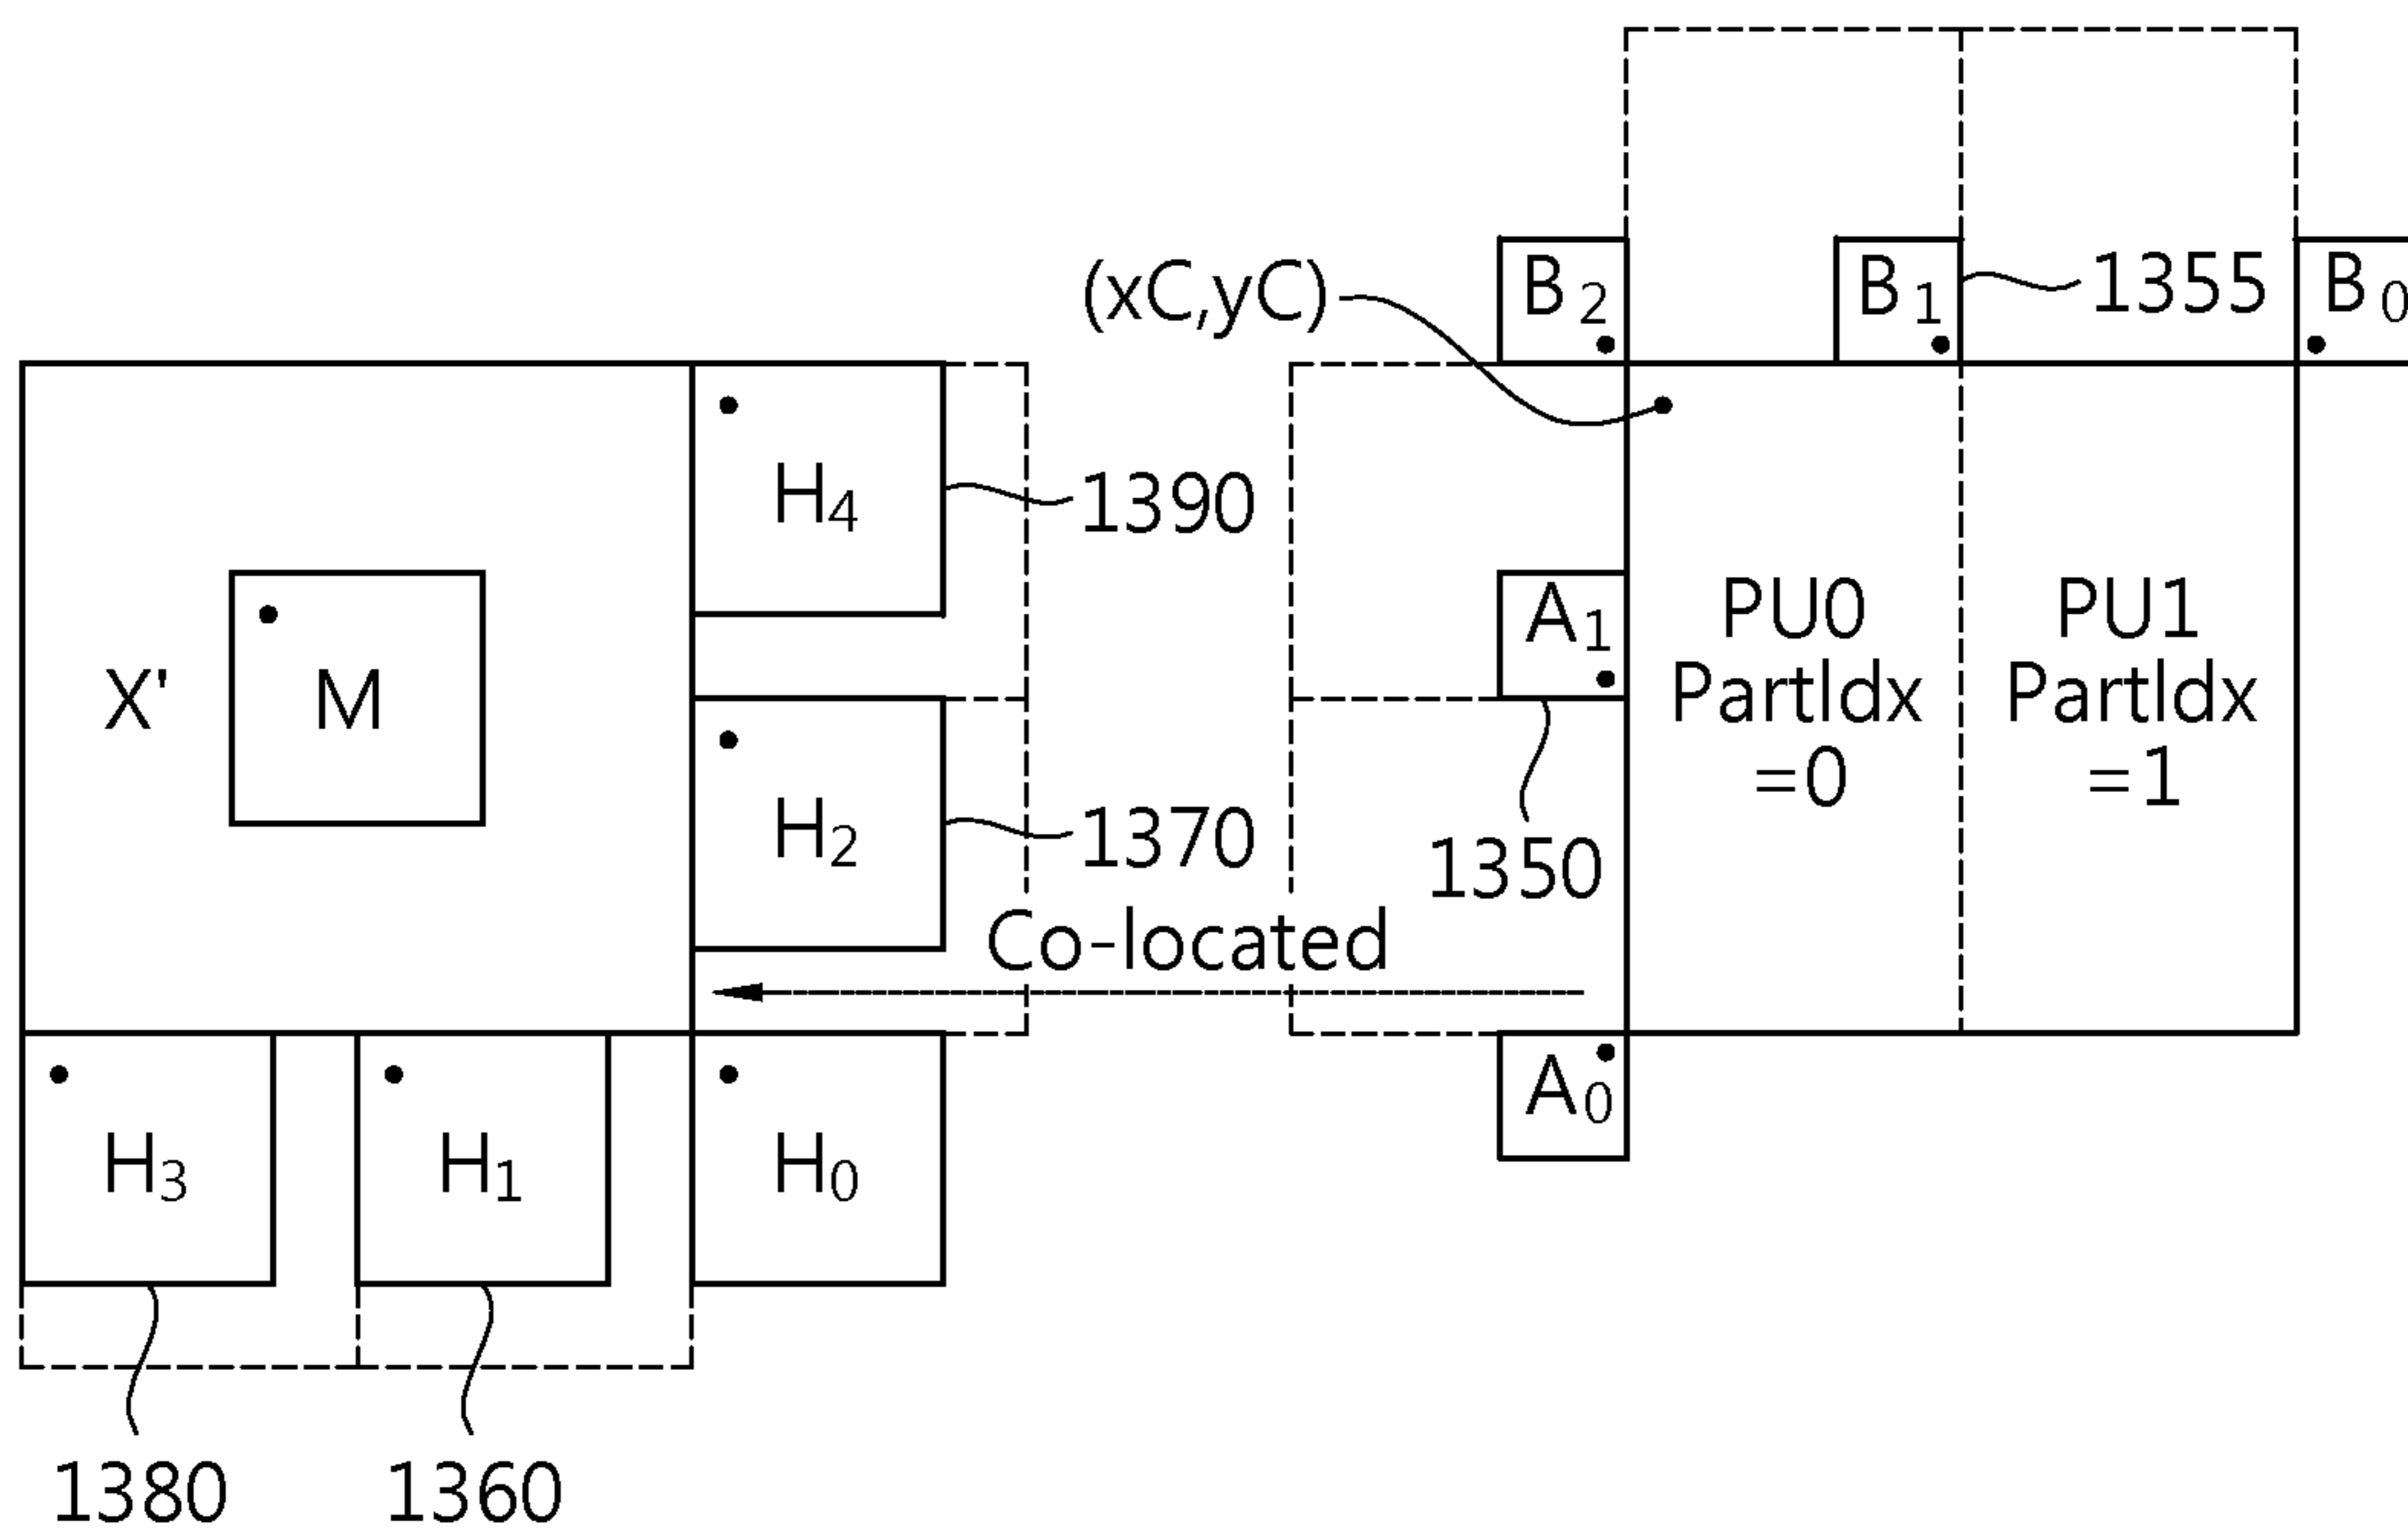 B2
B1
1355
B0
(xC,yC)
H4
1390
A1
PU0
PartIdx
=0
PU1
PartIdx
=1
X'
M
H2
1370
1350
Co-located
A0
H3
H1
H0
1380
1360